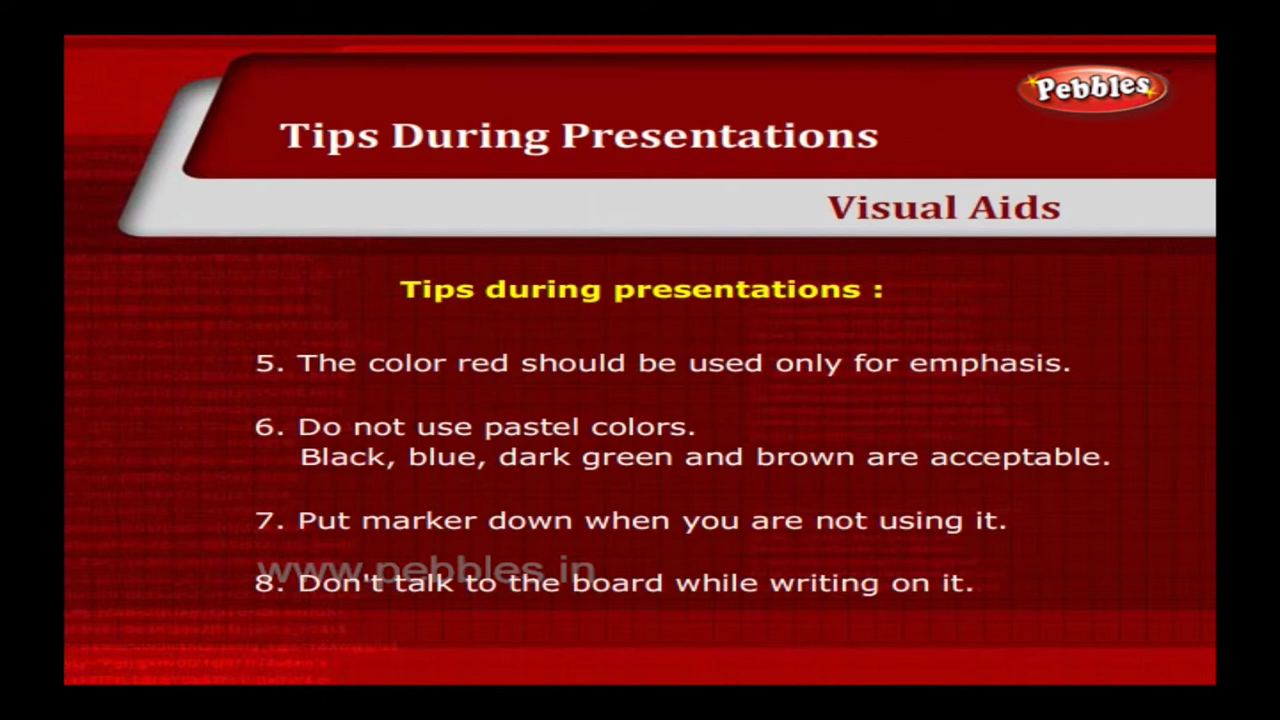 Pebbles
Tips During Presentations
Visual Aids
Tips during presentations :
5. The color red should be used only for emphasis.
6. Do not use pastel colors.
Black, blue, dark green and brown are acceptable.
7. Put marker down when you are not using it.
www.pebbles.in
8. Don't talk to the board while writing on it.